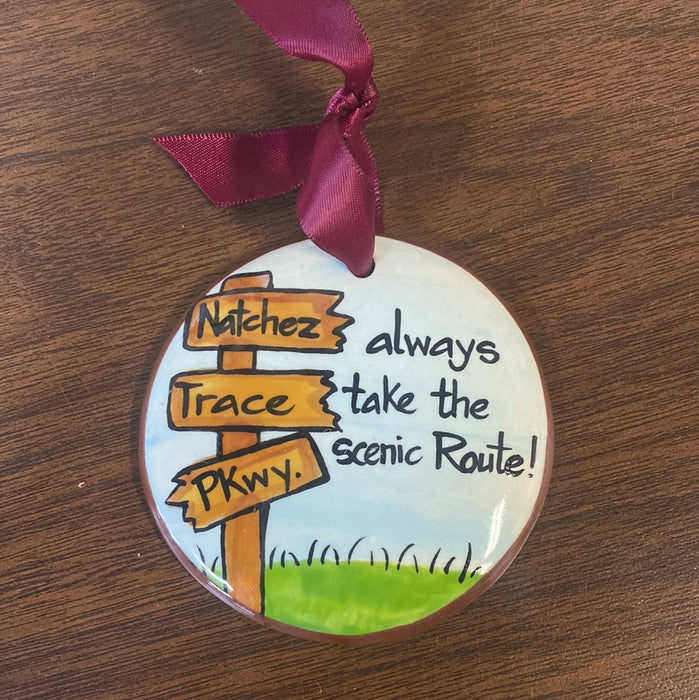 Natchez
Trace
PKwy.
always
take the
scenic Route!